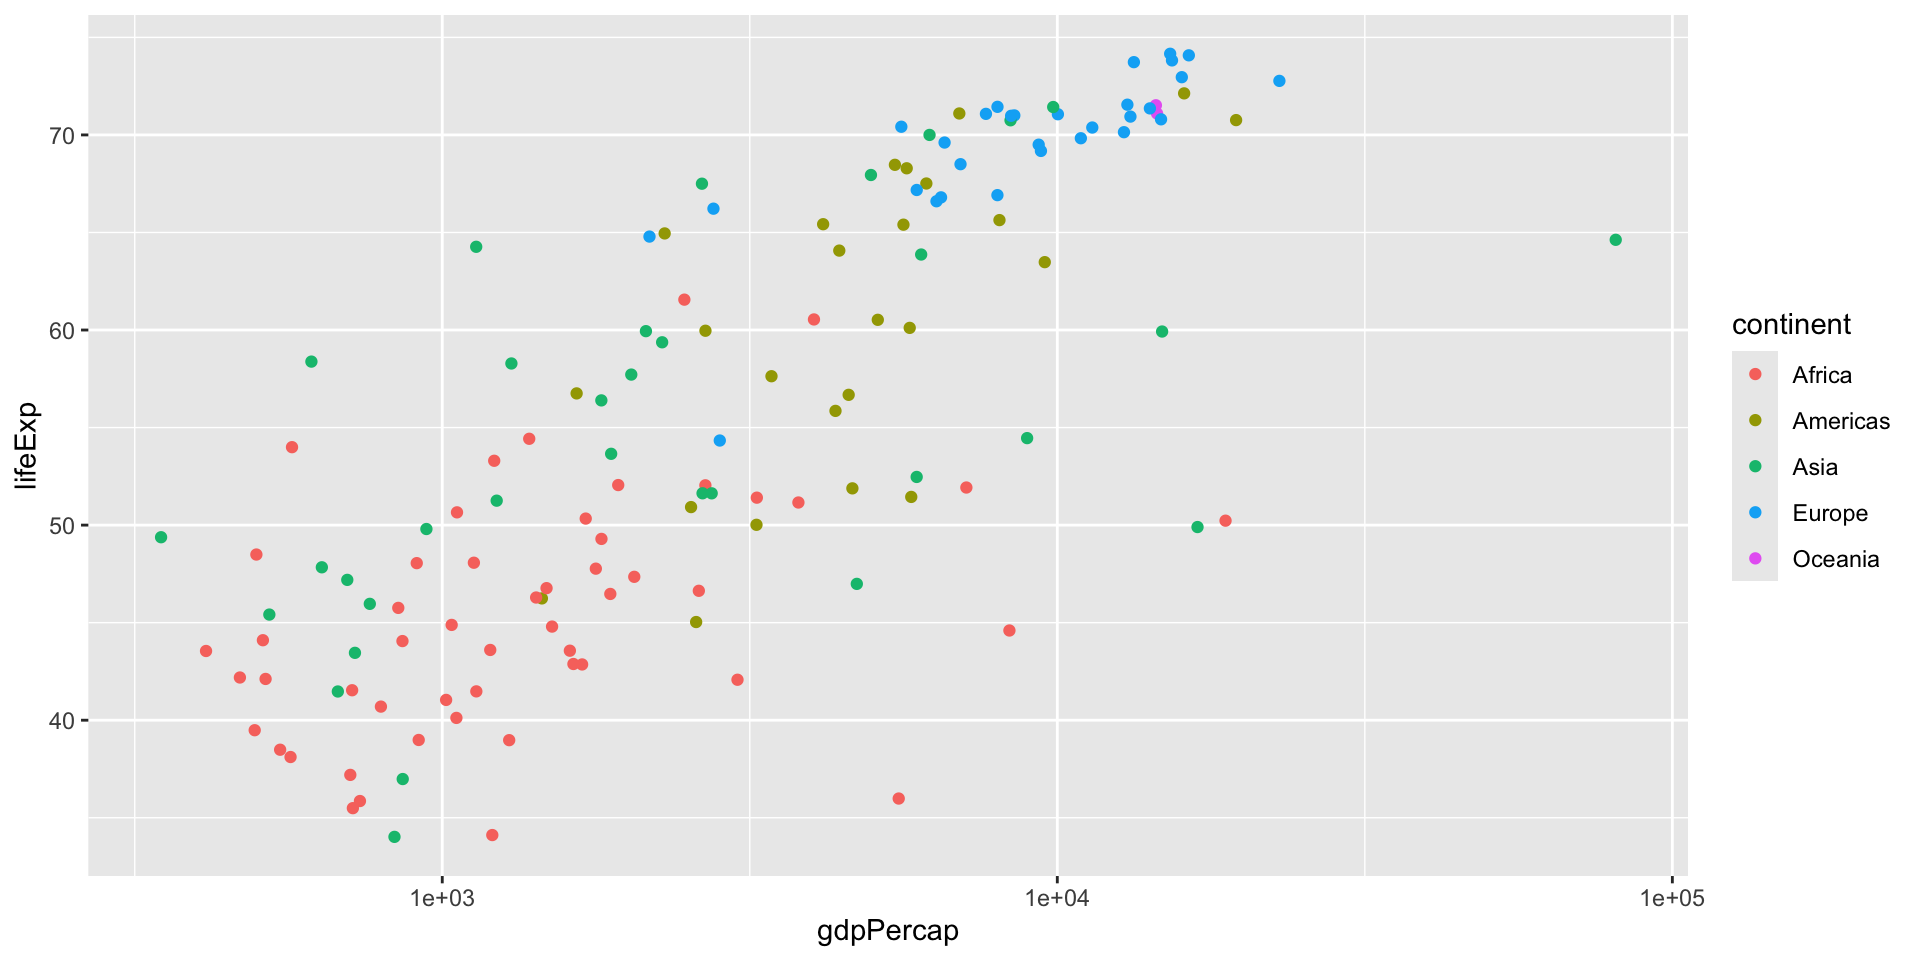 70
60
50
40
lifeExp
1e+03
1e+04
1e+05
gdpPercap
continent
Africa
Americas
Asia
Europe
Oceania